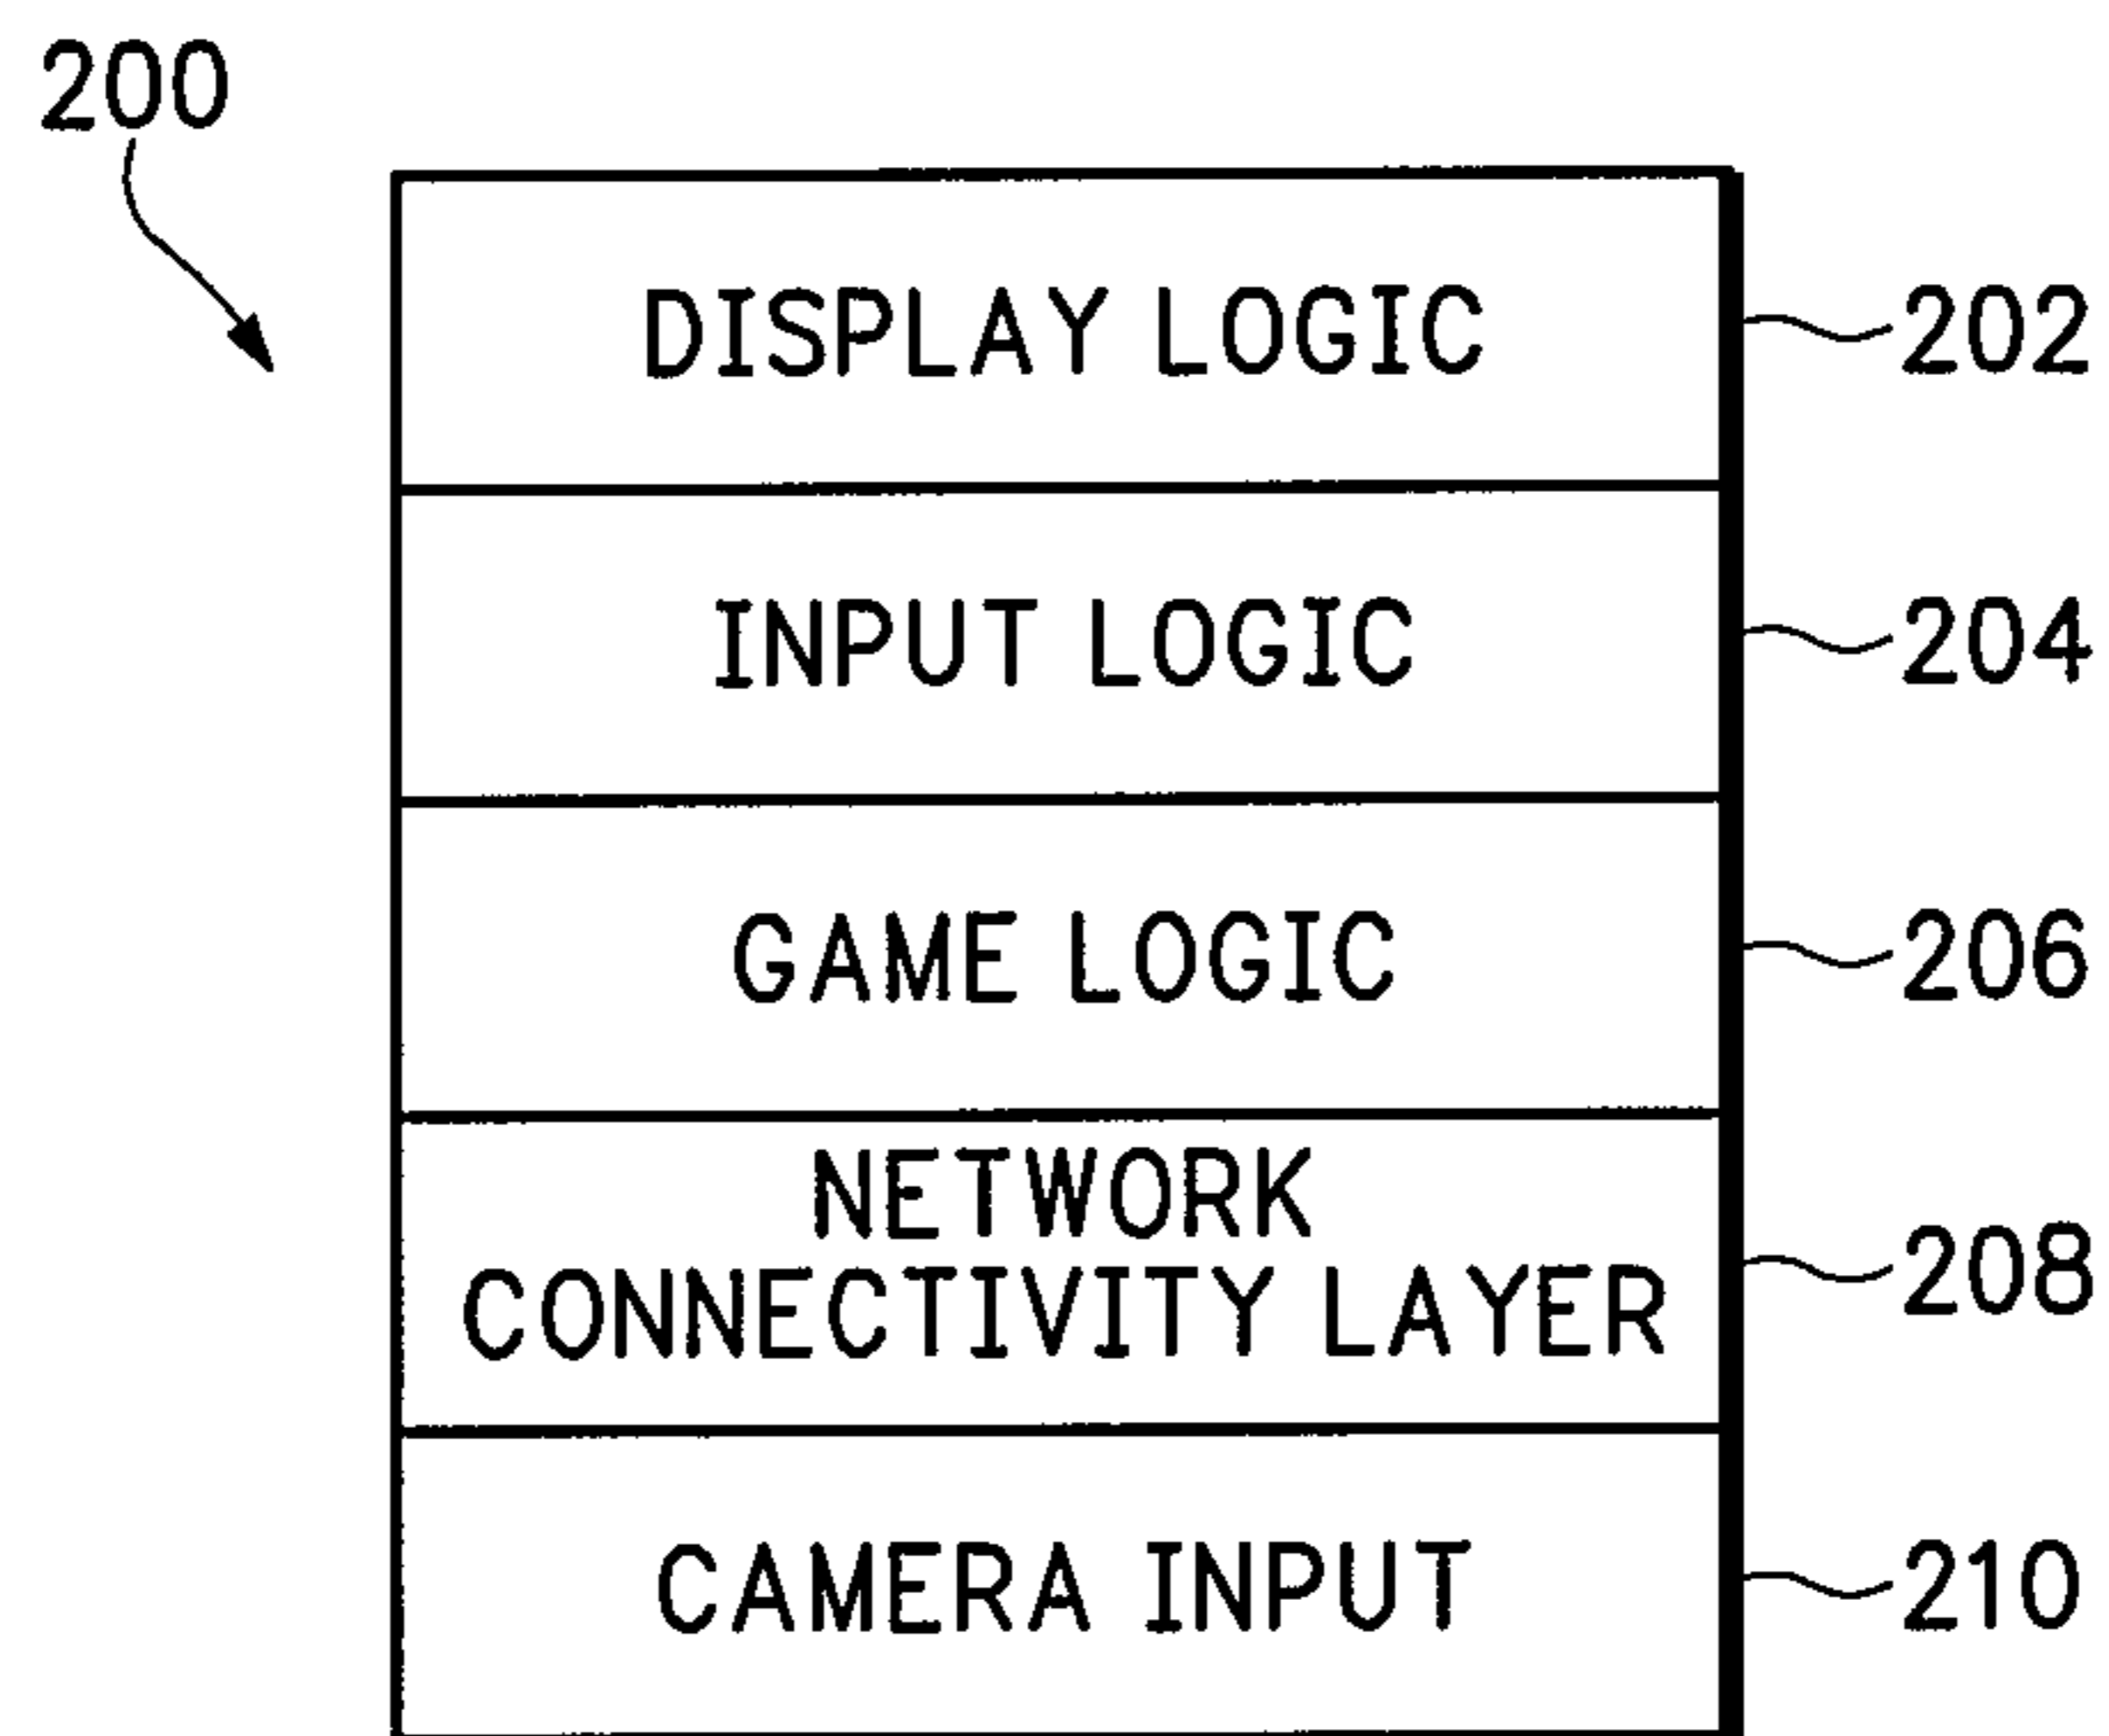 200
DISPLAY LOGIC
202
INPUT LOGIC
204
GAME LOGIC
206
NETWORK
CONNECTIVITY LAYER
208
CAMERA INPUT
210